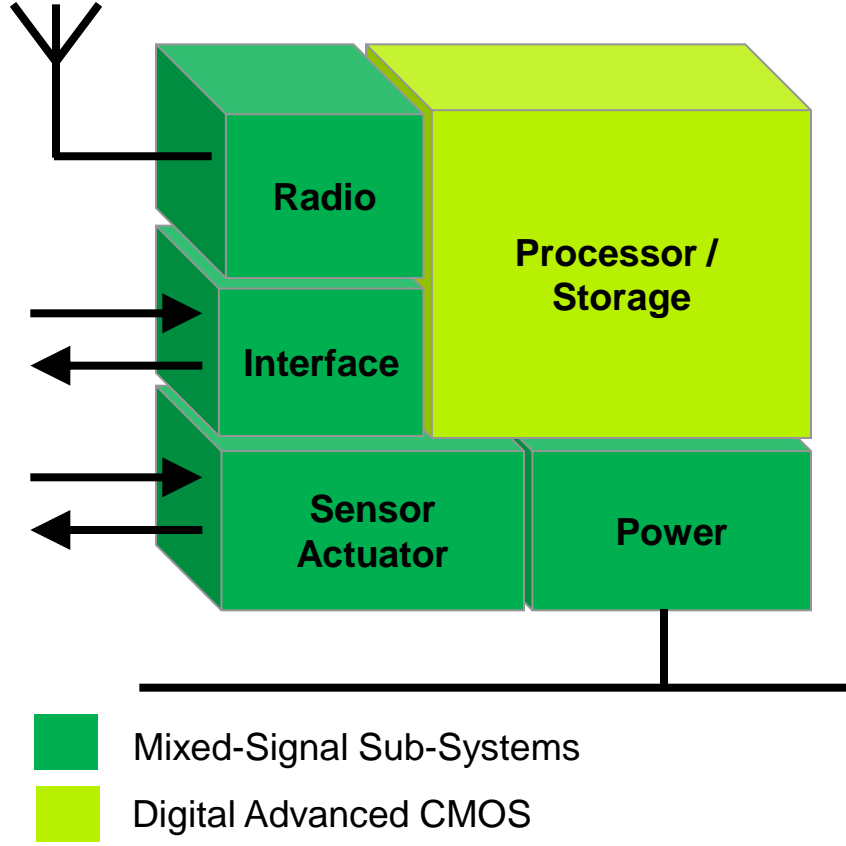 Radio
Processor /
Storage
Interface
Sensor
Actuator
Power
Mixed-Signal Sub-Systems
Digital Advanced CMOS